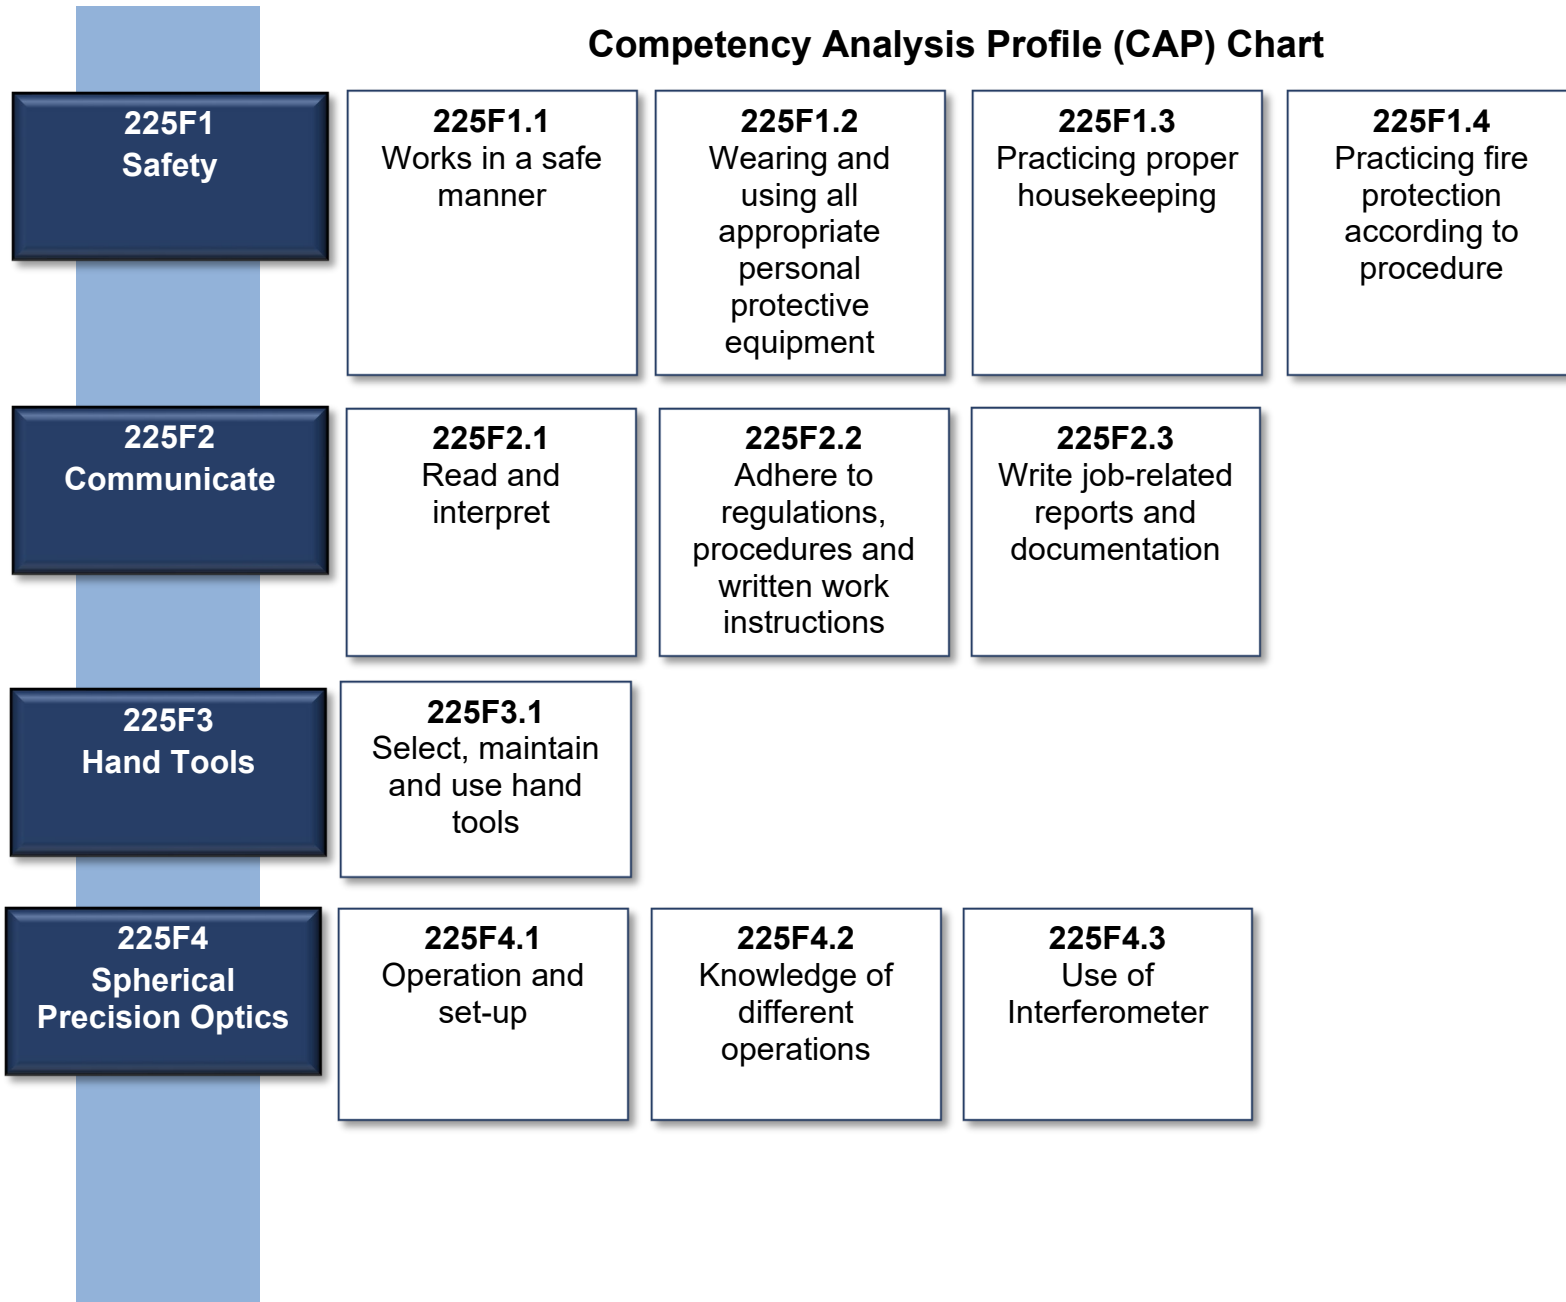 Competency Analysis Profile (CAP) Chart
225F1
Safety
225F1.1
Works in a safe
manner
225F1.2
Wearing and
using all
appropriate
personal
protective
equipment
225F1.3
Practicing proper
housekeeping
225F1.4
Practicing fire
protection
according to
procedure
225F2
Communicate
225F2.1
Read and
interpret
225F2.2
Adhere to
regulations,
procedures and
written work
instructions
225F2.3
Write job-related
reports and
documentation
225F3
Hand Tools
225F3.1
Select, maintain
and use hand
tools
225F4
Spherical
Precision Optics
225F4.1
Operation and
set-up
225F4.2
Knowledge of
different
operations
225F4.3
Use of
Interferometer